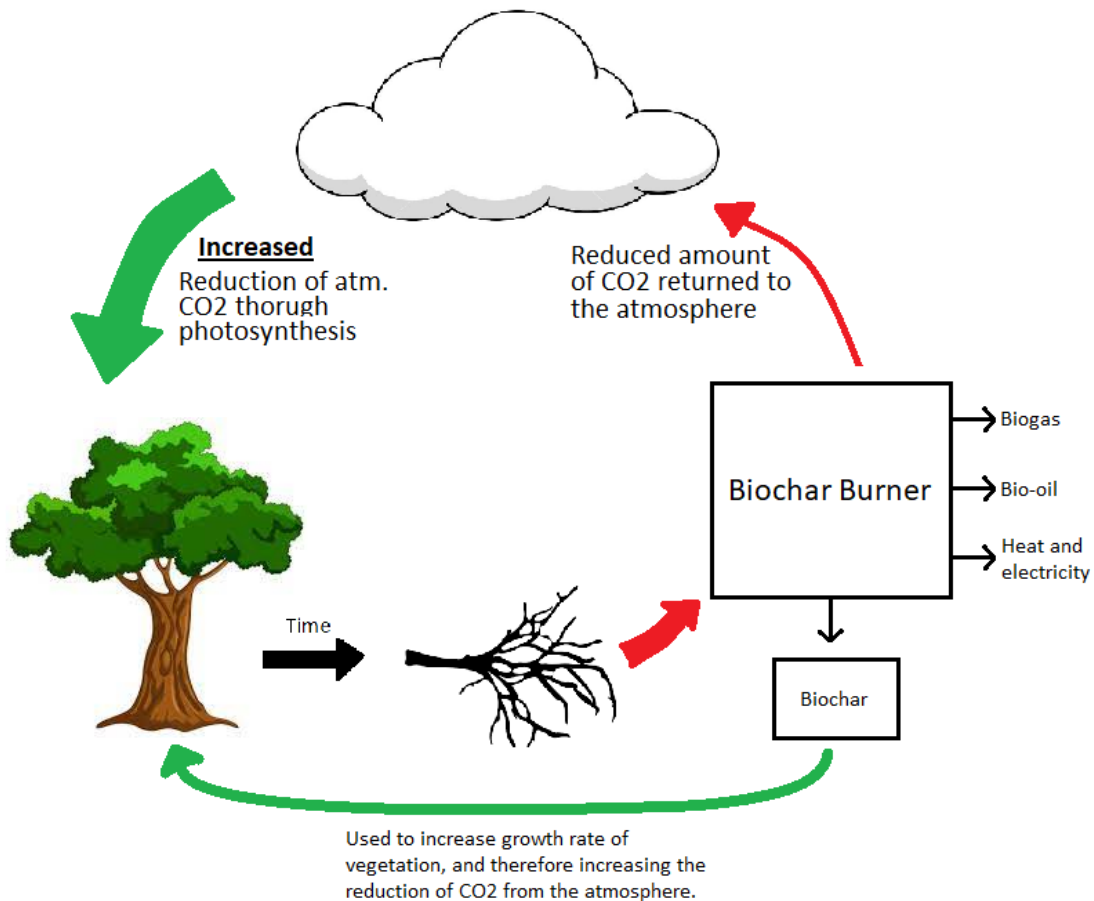 Increased
Reduction of atm.
CO2 thorugh
photosynthesis
Reduced amount
of CO2 returned to
the atmosphere
Biochar Burner
Biogas
Bio-oil
Heat and
electricity
Time
Biochar
Used to increase growth rate of
vegetation, and therefore increasing the
reduction of CO2 from the atmosphere.